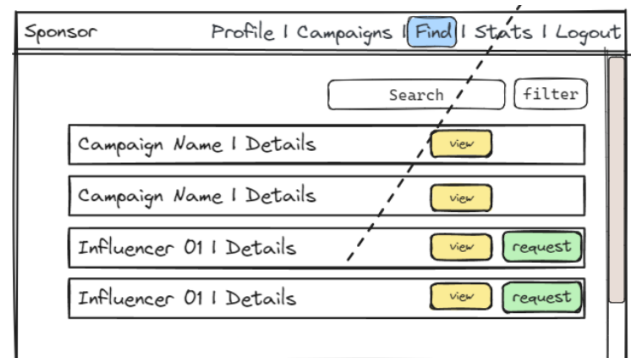 Sponsor Profile | Campaigns | Find | Stats | Logout
Search filter
Campaign Name | Details view
Campaign Name | Details view
Influencer 01 | Details view request
Influencer 01 | Details view request